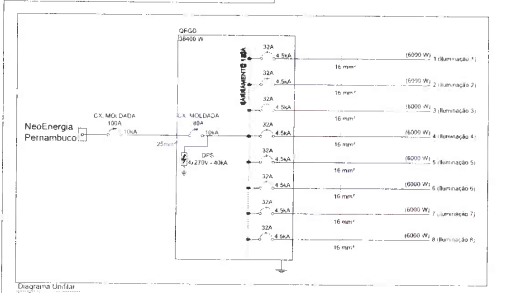 QFGD
38400 W
32A
4.5kA
(6000 W) 1 (Iluminação 1)
16 mm²
32A
4.5kA
(6000 W) 2 (Iluminação 2)
16 mm²
32A
4.5kA
(6000 W) 3 (Iluminação 3)
16 mm²
CX. MOLDADA
100A
10kA
CX. MOLDADA
80A
10kA
NeoEnergia
Pernambuco
25mm²
32A
4.5kA
(6000 W) 4 (Iluminação 4)
16 mm²
DPS
4x270V - 40kA
32A
4.5kA
(6000 W) 5 (Iluminação 5)
16 mm²
32A
4.5kA
(6000 W) 6 (Iluminação 6)
16 mm²
32A
4.5kA
(6000 W) 7 (Iluminação 7)
16 mm²
32A
4.5kA
(6000 W) 8 (Iluminação 8)
16 mm²
BARRAMENTO
Diagrama Unifilar